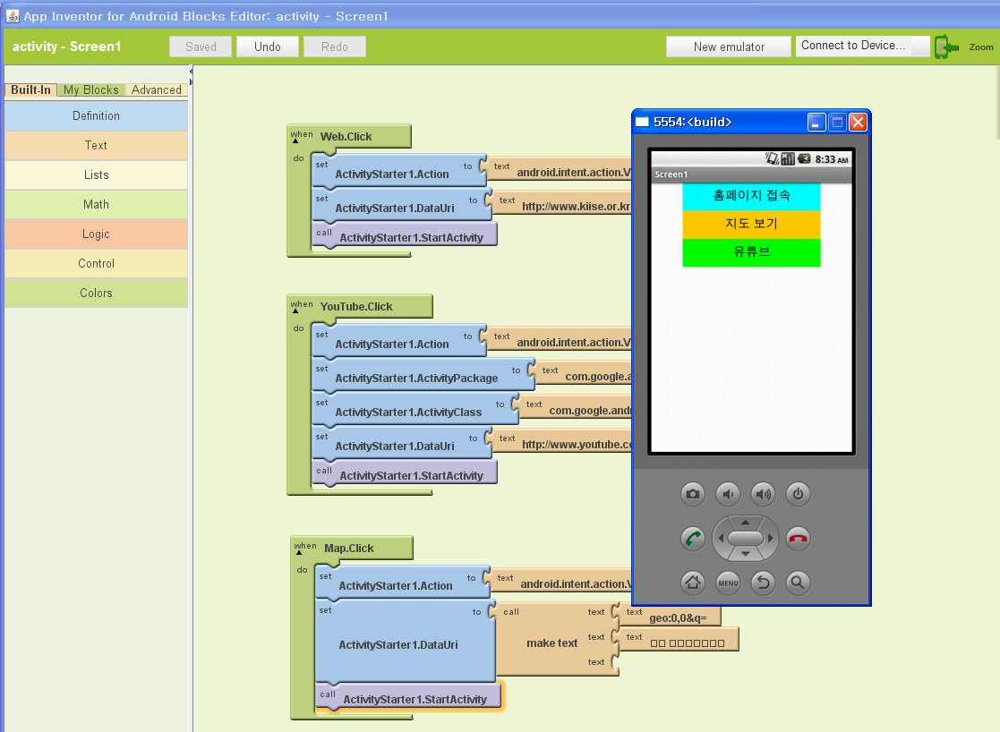 App Inventor for Android Blocks Editor: activity - Screen1
activity - Screen1
Saved
Undo
Redo
New emulator
Connect to Device...
Zoom
Built-In
My Blocks
Advanced
Definition
Text
Lists
Math
Logic
Control
Colors
when Web.Click
do
set ActivityStarter1.Action to text android.intent.action.V
set ActivityStarter1.DataUri to text http://www.kiise.or.kr
call ActivityStarter1.StartActivity
when YouTube.Click
do
set ActivityStarter1.Action to text android.intent.action.V
set ActivityStarter1.ActivityPackage to text com.google.a
set ActivityStarter1.ActivityClass to text com.google.andr
set ActivityStarter1.DataUri to text http://www.youtube.co
call ActivityStarter1.StartActivity
when Map.Click
do
set ActivityStarter1.Action to text android.intent.action.V
set ActivityStarter1.DataUri to call make text
text text geo:0,0&q=
text text
text
call ActivityStarter1.StartActivity
5554:<build>
8:33 AM
Screen1
홈페이지 접속
지도 보기
유튜브
MENU